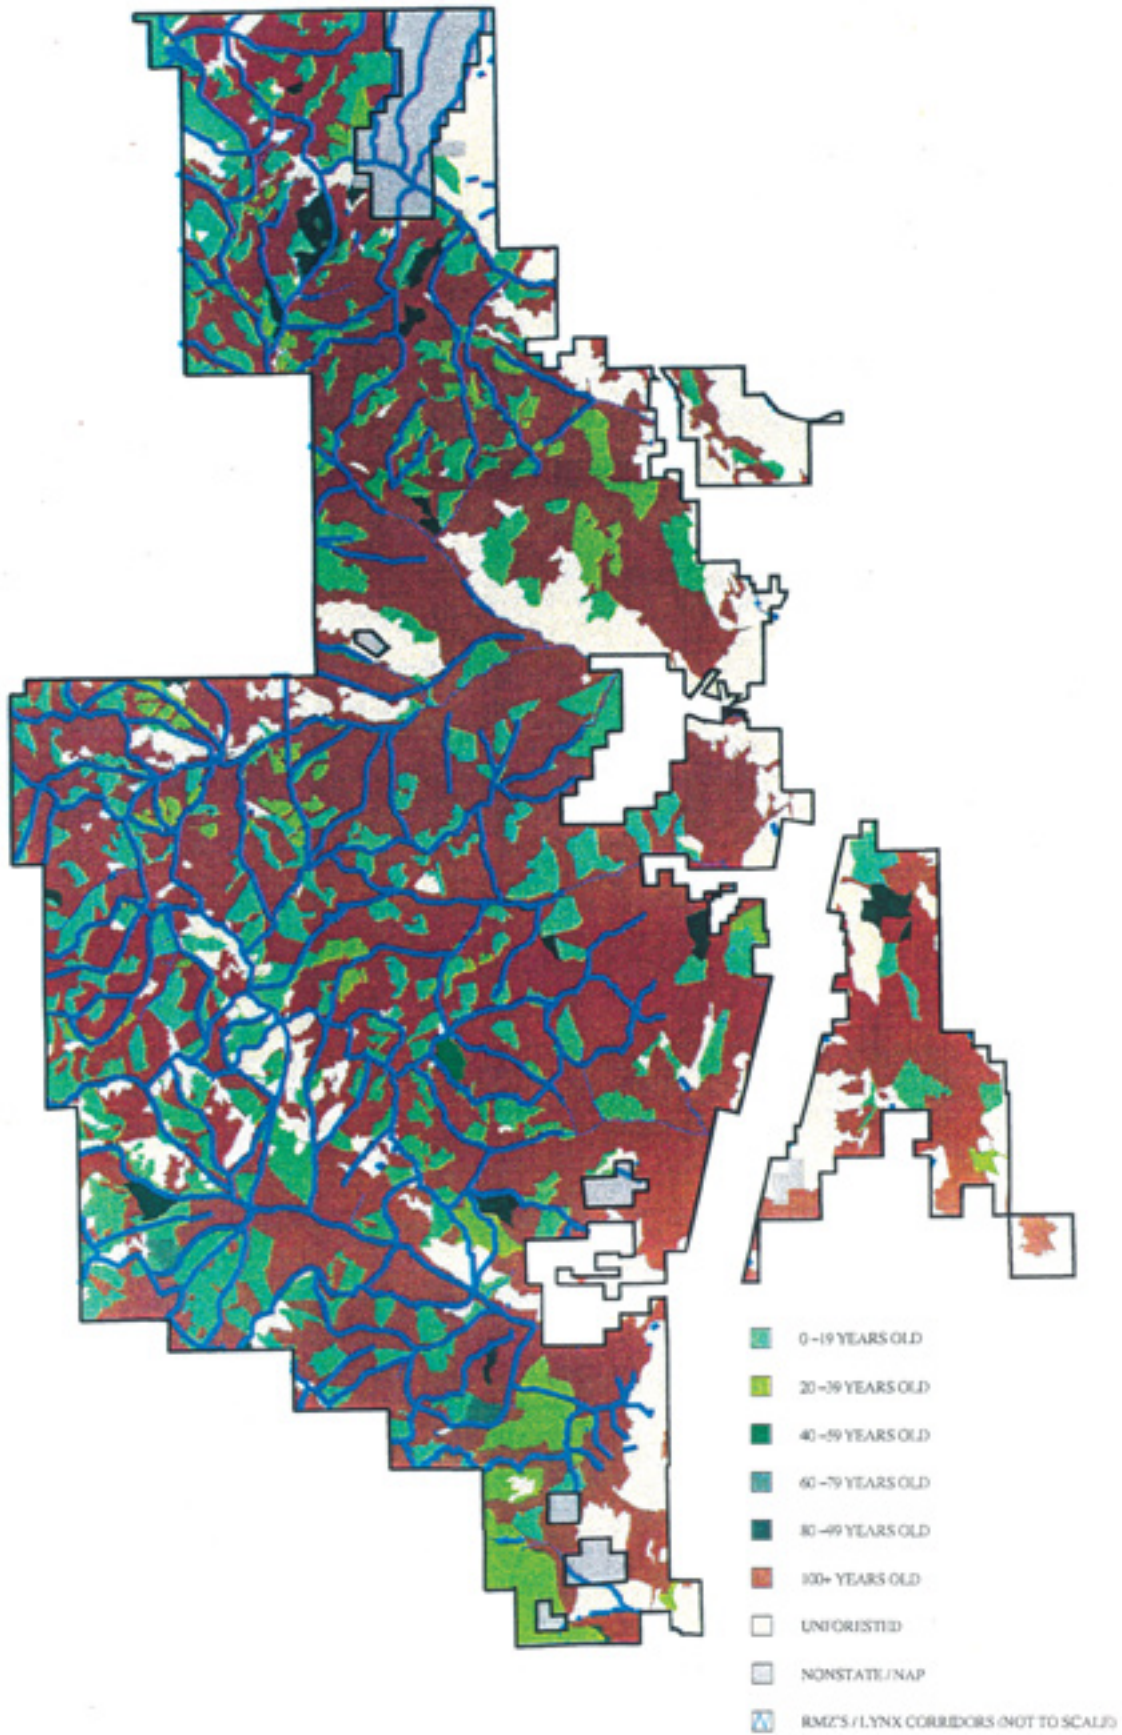 0-19 YEARS OLD
20-39 YEARS OLD
40-59 YEARS OLD
60-79 YEARS OLD
80-99 YEARS OLD
100+ YEARS OLD
UNFORESTED
NONSTATE / NAP
RMZ'S / LYNX CORRIDORS (NOT TO SCALE)